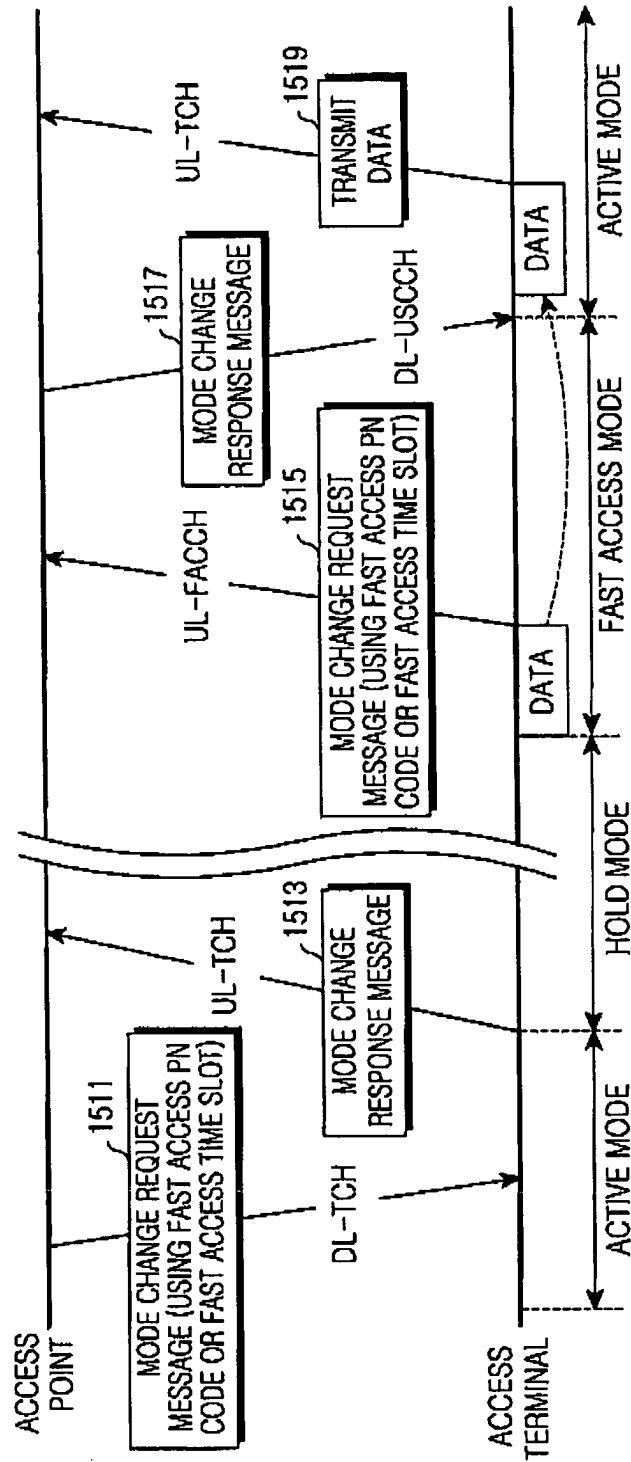 ACCESS
POINT
1511
MODE CHANGE REQUEST
MESSAGE (USING FAST ACCESS PN
CODE OR FAST ACCESS TIME SLOT)
DL-TCH
UL-TCH
1513
MODE CHANGE
RESPONSE MESSAGE
UL-FACCH
1515
MODE CHANGE REQUEST
MESSAGE (USING FAST ACCESS PN
CODE OR FAST ACCESS TIME SLOT)
1517
MODE CHANGE
RESPONSE MESSAGE
DL-USCCH
UL-TCH
1519
TRANSMIT
DATA
ACCESS
TERMINAL
DATA
DATA
ACTIVE MODE
HOLD MODE
FAST ACCESS MODE
ACTIVE MODE